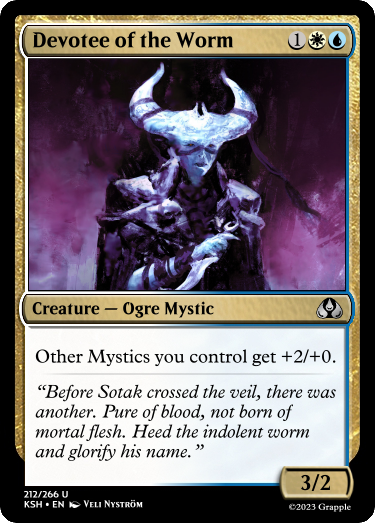 Devotee of the Worm
1
Creature — Ogre Mystic
Other Mystics you control get +2/+0.
“Before Sotak crossed the veil, there was
another. Pure of blood, not born of
mortal flesh. Heed the indolent worm
and glorify his name.”
3/2
212/266 U
KSH • EN Veli Nyström
©2023 Grapple